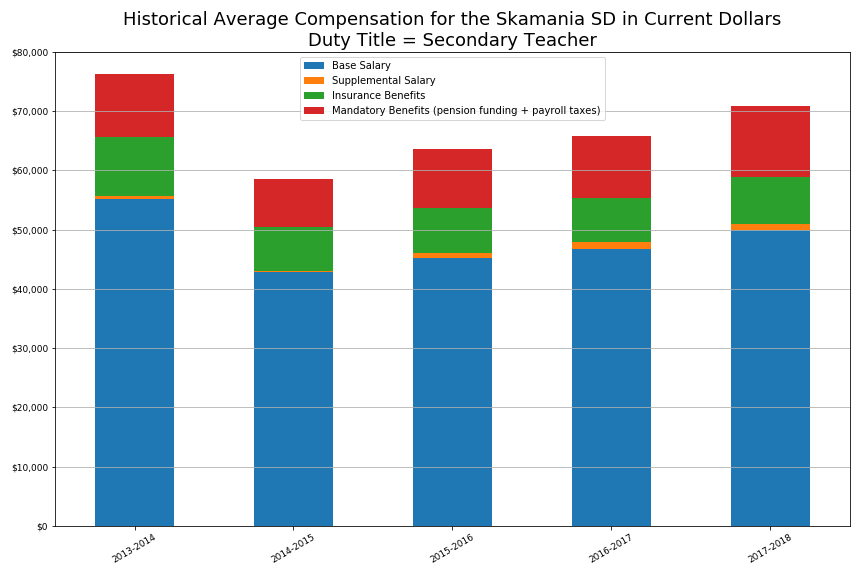 Historical Average Compensation for the Skamania SD in Current Dollars
Duty Title = Secondary Teacher
$80,000
$70,000
$60,000
$50,000
$40,000
$30,000
$20,000
$10,000
$0
Base Salary
Supplemental Salary
Insurance Benefits
Mandatory Benefits (pension funding + payroll taxes)
2013-2014
2014-2015
2015-2016
2016-2017
2017-2018